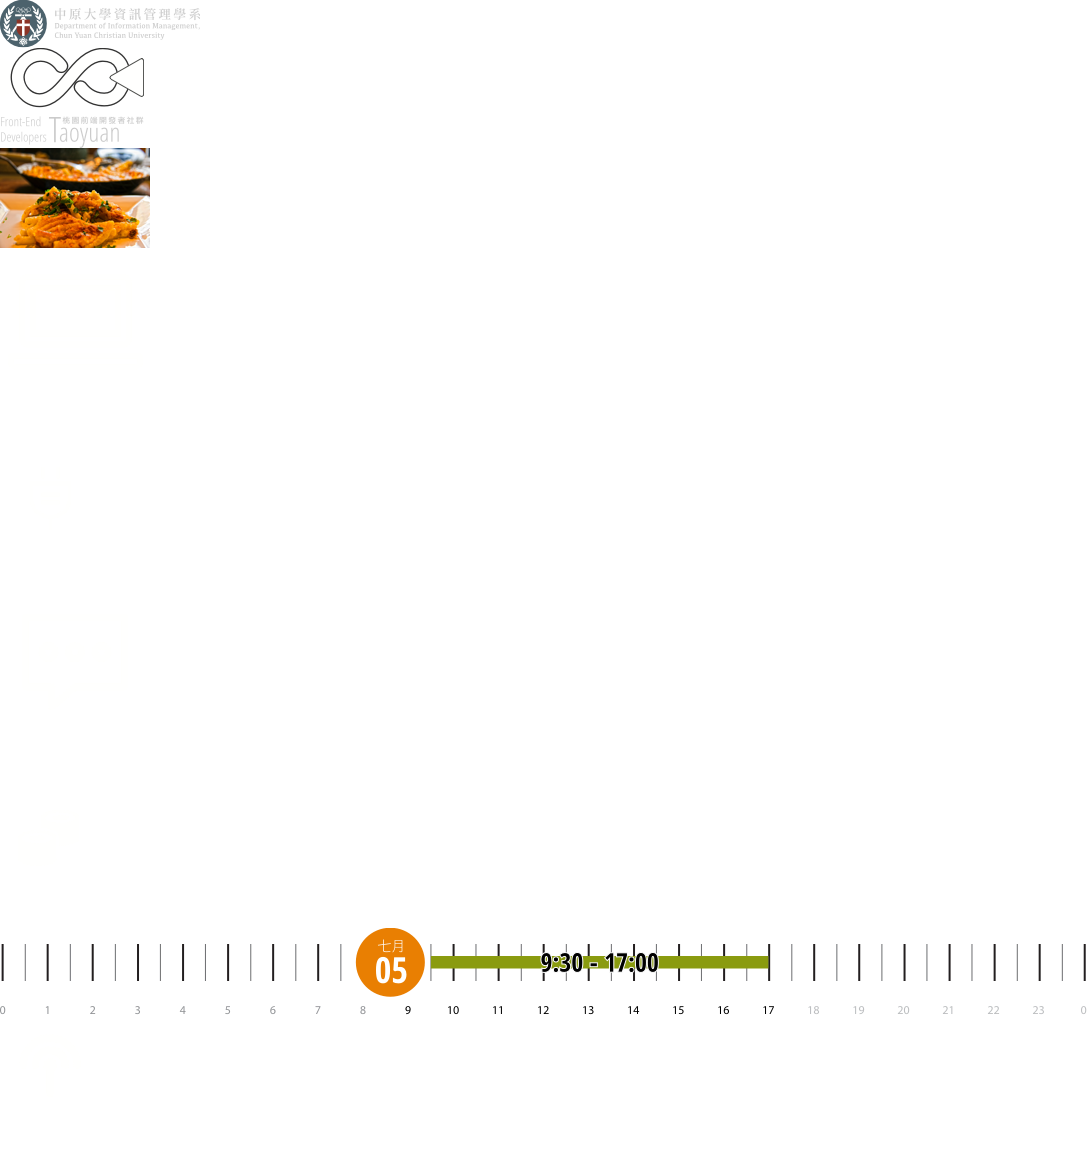 中原大學資訊管理學系
Department of Information Management.
Chun Yuan Christian University
Front-End
Developers
Taoyuan
桃園前端開發者社群
七月
05
9:30 - 17:00
0 1 2 3 4 5 6 7 8 9 10 11 12 13 14 15 16 17 18 19 20 21 22 23 0